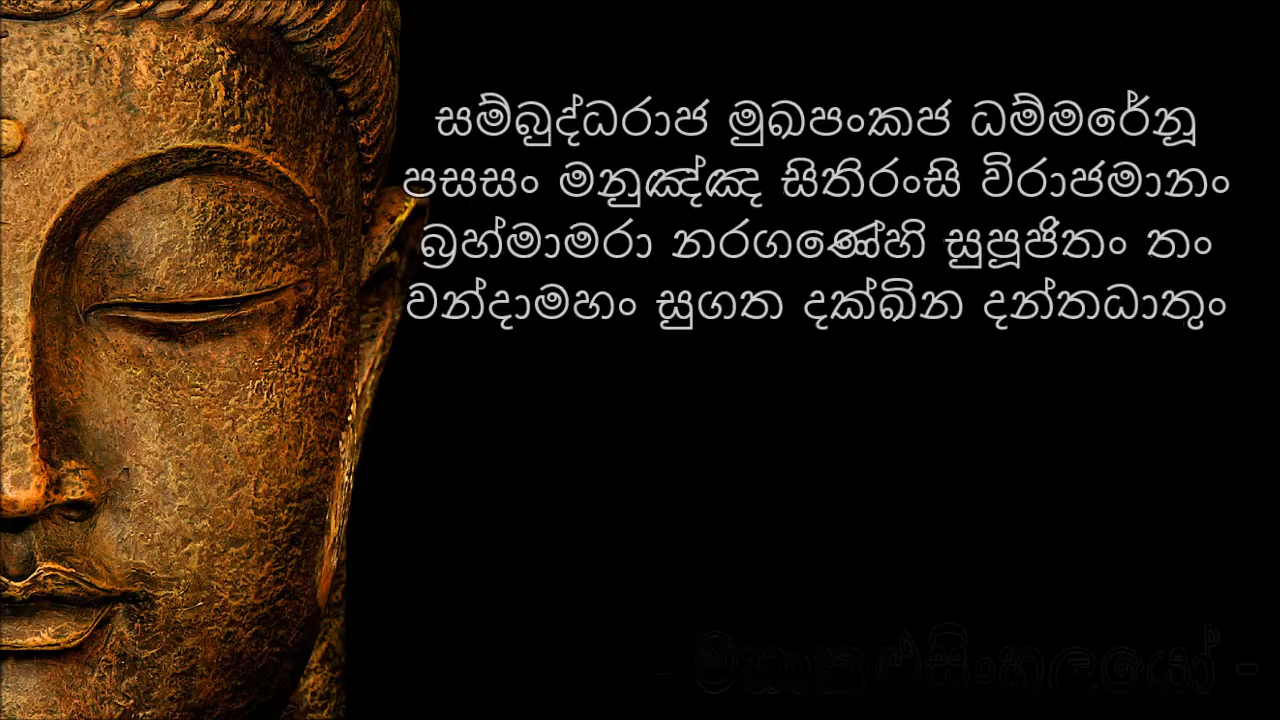 සම්බුද්ධරාජ මුඛපංකජ ධම්මරේනූ
පසසං මනුඤ්ඤ සිතිරංසි විරාජමානං
බ්‍රහ්මාමරා නරගණේහි සුපූජිතං තං
වන්දාමහං සුගත දක්ඛින දන්තධාතුං